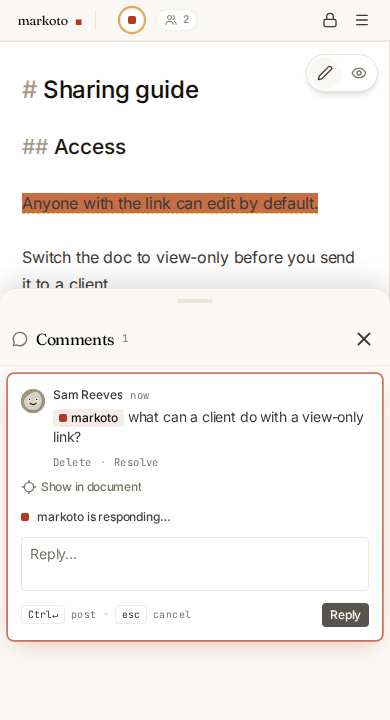 markoto
2
# Sharing guide
## Access
Anyone with the link can edit by default.
Switch the doc to view-only before you send
it to a client
Comments 1
Sam Reeves now
markoto what can a client do with a view-only
link?
Delete · Resolve
Show in document
markoto is responding...
Reply...
Ctrl↵ post · esc cancel
Reply